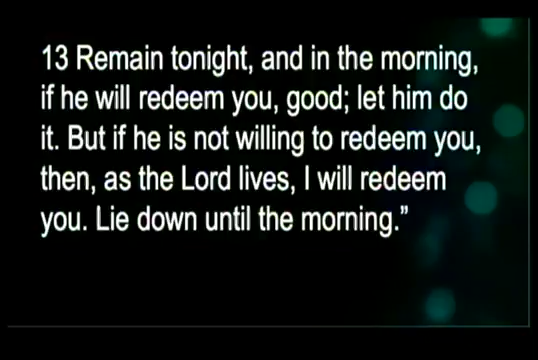 13 Remain tonight, and in the morning,
if he will redeem you, good; let him do
it. But if he is not willing to redeem you,
then, as the Lord lives, I will redeem
you. Lie down until the morning.”